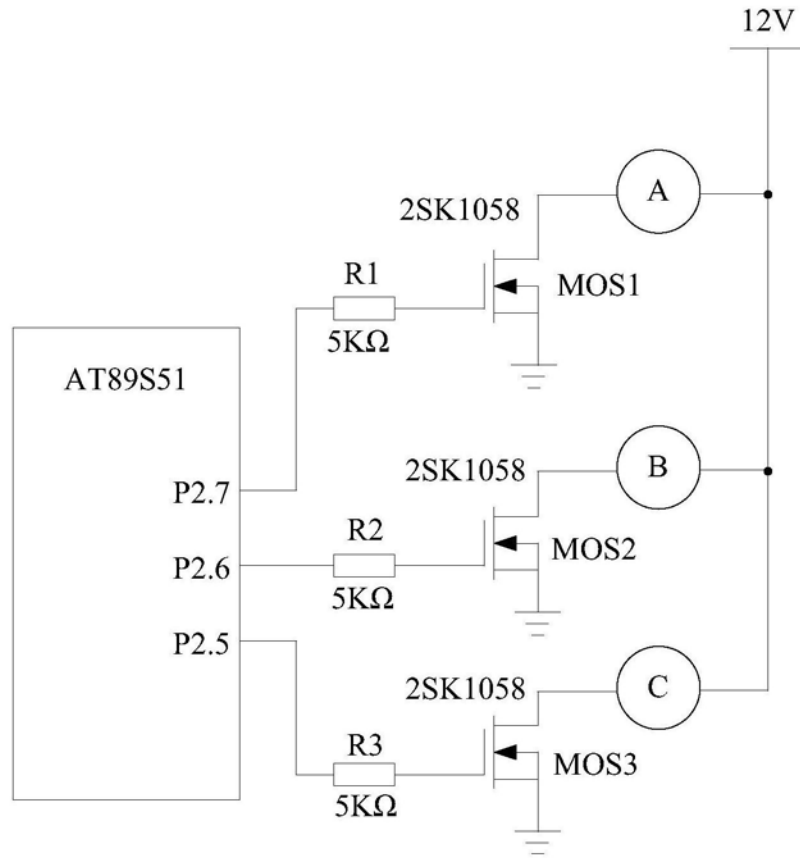 12V
2SK1058
A
R1
MOS1
5KΩ
AT89S51
2SK1058
B
P2.7
R2
MOS2
P2.6
5KΩ
P2.5
2SK1058
C
R3
MOS3
5KΩ